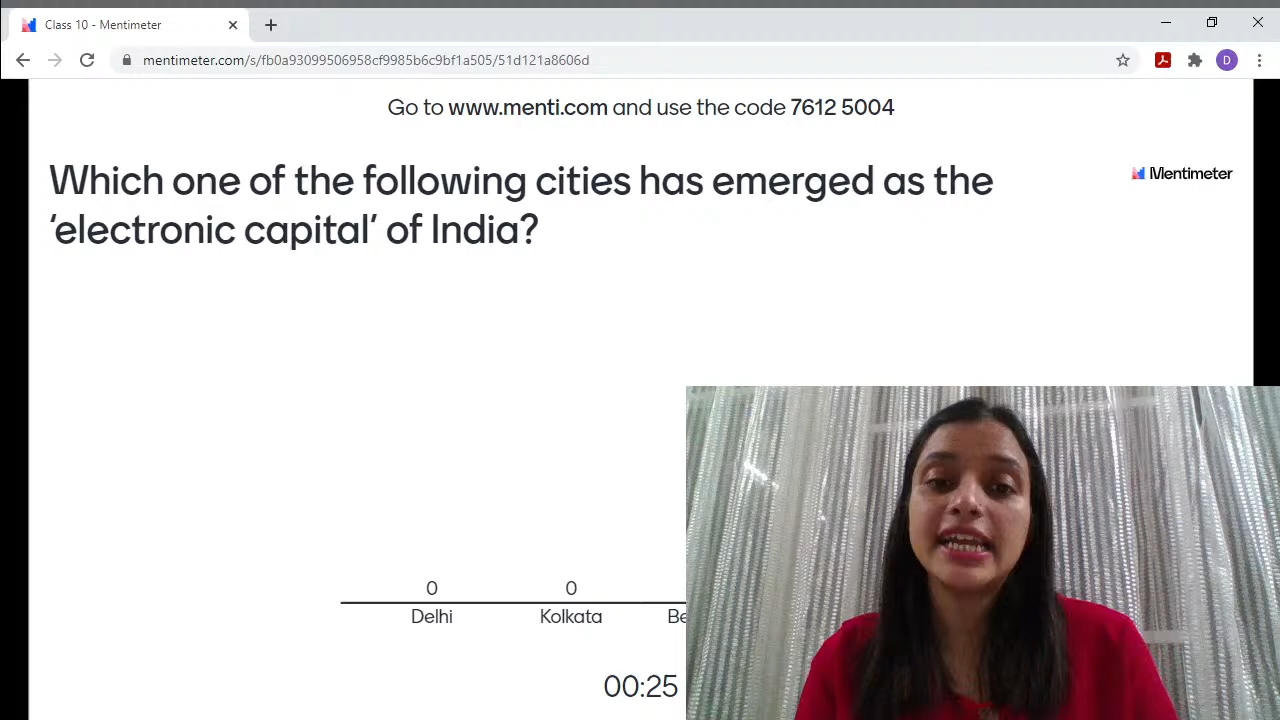 Class 10 - Mentimeter
mentimeter.com/s/fb0a93099506958cf9985b6c9bf1ab05/51d121a8606d
D
Go to www.menti.com and use the code 7612 5004
Which one of the following cities has emerged as the
‘electronic capital’ of India?
Mentimeter
0 0
Delhi Kolkata Be
00:25